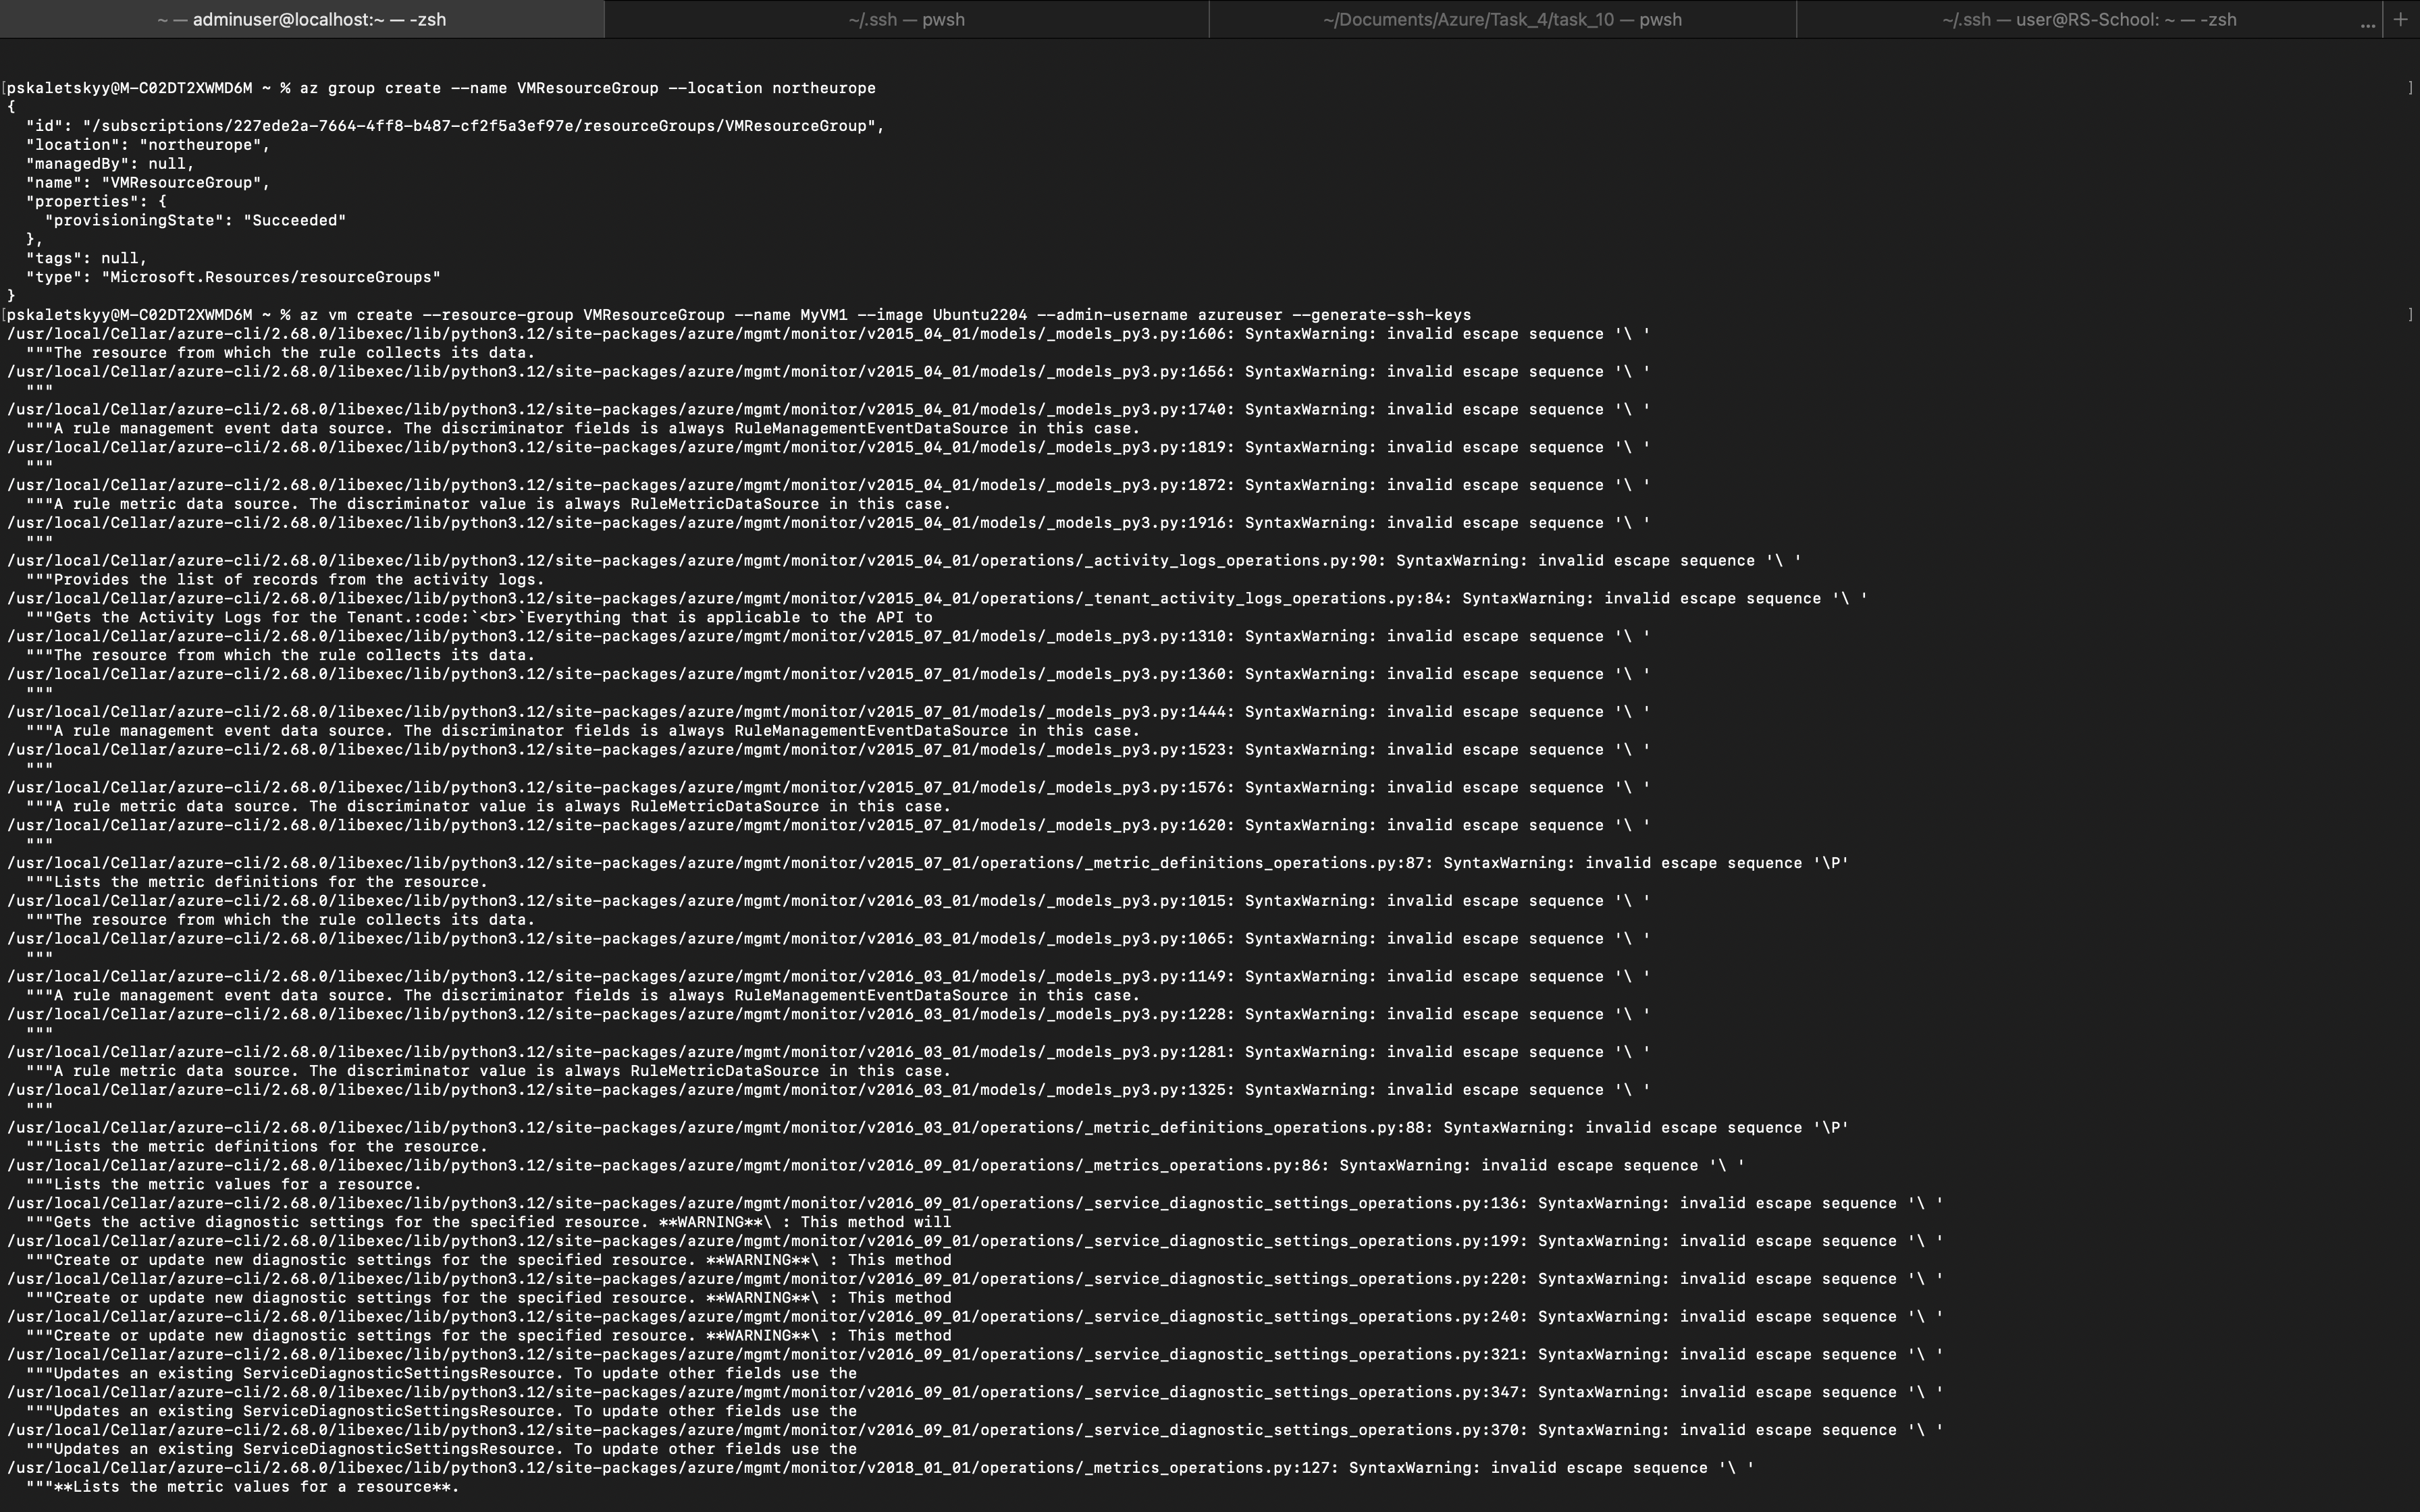 ~ — adminuser@localhost:~ — -zsh
~/.ssh — pwsh
~/Documents/Azure/Task_4/task_10 — pwsh
~/.ssh — user@RS-School: ~ — -zsh
... +
[pskaletskyy@M-C02DT2XWMD6M ~ % az group create --name VMResourceGroup --location northeurope ]
{
  "id": "/subscriptions/227ede2a-7664-4ff8-b487-cf2f5a3ef97e/resourceGroups/VMResourceGroup",
  "location": "northeurope",
  "managedBy": null,
  "name": "VMResourceGroup",
  "properties": {
    "provisioningState": "Succeeded"
  },
  "tags": null,
  "type": "Microsoft.Resources/resourceGroups"
}
[pskaletskyy@M-C02DT2XWMD6M ~ % az vm create --resource-group VMResourceGroup --name MyVM1 --image Ubuntu2204 --admin-username azureuser --generate-ssh-keys ]
/usr/local/Cellar/azure-cli/2.68.0/libexec/lib/python3.12/site-packages/azure/mgmt/monitor/v2015_04_01/models/_models_py3.py:1606: SyntaxWarning: invalid escape sequence '\ '
  """The resource from which the rule collects its data.
/usr/local/Cellar/azure-cli/2.68.0/libexec/lib/python3.12/site-packages/azure/mgmt/monitor/v2015_04_01/models/_models_py3.py:1656: SyntaxWarning: invalid escape sequence '\ '
  """
/usr/local/Cellar/azure-cli/2.68.0/libexec/lib/python3.12/site-packages/azure/mgmt/monitor/v2015_04_01/models/_models_py3.py:1740: SyntaxWarning: invalid escape sequence '\ '
  """A rule management event data source. The discriminator fields is always RuleManagementEventDataSource in this case.
/usr/local/Cellar/azure-cli/2.68.0/libexec/lib/python3.12/site-packages/azure/mgmt/monitor/v2015_04_01/models/_models_py3.py:1819: SyntaxWarning: invalid escape sequence '\ '
  """
/usr/local/Cellar/azure-cli/2.68.0/libexec/lib/python3.12/site-packages/azure/mgmt/monitor/v2015_04_01/models/_models_py3.py:1872: SyntaxWarning: invalid escape sequence '\ '
  """A rule metric data source. The discriminator value is always RuleMetricDataSource in this case.
/usr/local/Cellar/azure-cli/2.68.0/libexec/lib/python3.12/site-packages/azure/mgmt/monitor/v2015_04_01/models/_models_py3.py:1916: SyntaxWarning: invalid escape sequence '\ '
  """
/usr/local/Cellar/azure-cli/2.68.0/libexec/lib/python3.12/site-packages/azure/mgmt/monitor/v2015_04_01/operations/_activity_logs_operations.py:90: SyntaxWarning: invalid escape sequence '\ '
  """Provides the list of records from the activity logs.
/usr/local/Cellar/azure-cli/2.68.0/libexec/lib/python3.12/site-packages/azure/mgmt/monitor/v2015_04_01/operations/_tenant_activity_logs_operations.py:84: SyntaxWarning: invalid escape sequence '\ '
  """Gets the Activity Logs for the Tenant.:code:`<br>`Everything that is applicable to the API to
/usr/local/Cellar/azure-cli/2.68.0/libexec/lib/python3.12/site-packages/azure/mgmt/monitor/v2015_07_01/models/_models_py3.py:1310: SyntaxWarning: invalid escape sequence '\ '
  """The resource from which the rule collects its data.
/usr/local/Cellar/azure-cli/2.68.0/libexec/lib/python3.12/site-packages/azure/mgmt/monitor/v2015_07_01/models/_models_py3.py:1360: SyntaxWarning: invalid escape sequence '\ '
  """
/usr/local/Cellar/azure-cli/2.68.0/libexec/lib/python3.12/site-packages/azure/mgmt/monitor/v2015_07_01/models/_models_py3.py:1444: SyntaxWarning: invalid escape sequence '\ '
  """A rule management event data source. The discriminator fields is always RuleManagementEventDataSource in this case.
/usr/local/Cellar/azure-cli/2.68.0/libexec/lib/python3.12/site-packages/azure/mgmt/monitor/v2015_07_01/models/_models_py3.py:1523: SyntaxWarning: invalid escape sequence '\ '
  """
/usr/local/Cellar/azure-cli/2.68.0/libexec/lib/python3.12/site-packages/azure/mgmt/monitor/v2015_07_01/models/_models_py3.py:1576: SyntaxWarning: invalid escape sequence '\ '
  """A rule metric data source. The discriminator value is always RuleMetricDataSource in this case.
/usr/local/Cellar/azure-cli/2.68.0/libexec/lib/python3.12/site-packages/azure/mgmt/monitor/v2015_07_01/models/_models_py3.py:1620: SyntaxWarning: invalid escape sequence '\ '
  """
/usr/local/Cellar/azure-cli/2.68.0/libexec/lib/python3.12/site-packages/azure/mgmt/monitor/v2015_07_01/operations/_metric_definitions_operations.py:87: SyntaxWarning: invalid escape sequence '\P'
  """Lists the metric definitions for the resource.
/usr/local/Cellar/azure-cli/2.68.0/libexec/lib/python3.12/site-packages/azure/mgmt/monitor/v2016_03_01/models/_models_py3.py:1015: SyntaxWarning: invalid escape sequence '\ '
  """The resource from which the rule collects its data.
/usr/local/Cellar/azure-cli/2.68.0/libexec/lib/python3.12/site-packages/azure/mgmt/monitor/v2016_03_01/models/_models_py3.py:1065: SyntaxWarning: invalid escape sequence '\ '
  """
/usr/local/Cellar/azure-cli/2.68.0/libexec/lib/python3.12/site-packages/azure/mgmt/monitor/v2016_03_01/models/_models_py3.py:1149: SyntaxWarning: invalid escape sequence '\ '
  """A rule management event data source. The discriminator fields is always RuleManagementEventDataSource in this case.
/usr/local/Cellar/azure-cli/2.68.0/libexec/lib/python3.12/site-packages/azure/mgmt/monitor/v2016_03_01/models/_models_py3.py:1228: SyntaxWarning: invalid escape sequence '\ '
  """
/usr/local/Cellar/azure-cli/2.68.0/libexec/lib/python3.12/site-packages/azure/mgmt/monitor/v2016_03_01/models/_models_py3.py:1281: SyntaxWarning: invalid escape sequence '\ '
  """A rule metric data source. The discriminator value is always RuleMetricDataSource in this case.
/usr/local/Cellar/azure-cli/2.68.0/libexec/lib/python3.12/site-packages/azure/mgmt/monitor/v2016_03_01/models/_models_py3.py:1325: SyntaxWarning: invalid escape sequence '\ '
  """
/usr/local/Cellar/azure-cli/2.68.0/libexec/lib/python3.12/site-packages/azure/mgmt/monitor/v2016_03_01/operations/_metric_definitions_operations.py:88: SyntaxWarning: invalid escape sequence '\P'
  """Lists the metric definitions for the resource.
/usr/local/Cellar/azure-cli/2.68.0/libexec/lib/python3.12/site-packages/azure/mgmt/monitor/v2016_09_01/operations/_metrics_operations.py:86: SyntaxWarning: invalid escape sequence '\ '
  """Lists the metric values for a resource.
/usr/local/Cellar/azure-cli/2.68.0/libexec/lib/python3.12/site-packages/azure/mgmt/monitor/v2016_09_01/operations/_service_diagnostic_settings_operations.py:136: SyntaxWarning: invalid escape sequence '\ '
  """Gets the active diagnostic settings for the specified resource. **WARNING**\ : This method will
/usr/local/Cellar/azure-cli/2.68.0/libexec/lib/python3.12/site-packages/azure/mgmt/monitor/v2016_09_01/operations/_service_diagnostic_settings_operations.py:199: SyntaxWarning: invalid escape sequence '\ '
  """Create or update new diagnostic settings for the specified resource. **WARNING**\ : This method
/usr/local/Cellar/azure-cli/2.68.0/libexec/lib/python3.12/site-packages/azure/mgmt/monitor/v2016_09_01/operations/_service_diagnostic_settings_operations.py:220: SyntaxWarning: invalid escape sequence '\ '
  """Create or update new diagnostic settings for the specified resource. **WARNING**\ : This method
/usr/local/Cellar/azure-cli/2.68.0/libexec/lib/python3.12/site-packages/azure/mgmt/monitor/v2016_09_01/operations/_service_diagnostic_settings_operations.py:240: SyntaxWarning: invalid escape sequence '\ '
  """Create or update new diagnostic settings for the specified resource. **WARNING**\ : This method
/usr/local/Cellar/azure-cli/2.68.0/libexec/lib/python3.12/site-packages/azure/mgmt/monitor/v2016_09_01/operations/_service_diagnostic_settings_operations.py:321: SyntaxWarning: invalid escape sequence '\ '
  """Updates an existing ServiceDiagnosticSettingsResource. To update other fields use the
/usr/local/Cellar/azure-cli/2.68.0/libexec/lib/python3.12/site-packages/azure/mgmt/monitor/v2016_09_01/operations/_service_diagnostic_settings_operations.py:347: SyntaxWarning: invalid escape sequence '\ '
  """Updates an existing ServiceDiagnosticSettingsResource. To update other fields use the
/usr/local/Cellar/azure-cli/2.68.0/libexec/lib/python3.12/site-packages/azure/mgmt/monitor/v2016_09_01/operations/_service_diagnostic_settings_operations.py:370: SyntaxWarning: invalid escape sequence '\ '
  """Updates an existing ServiceDiagnosticSettingsResource. To update other fields use the
/usr/local/Cellar/azure-cli/2.68.0/libexec/lib/python3.12/site-packages/azure/mgmt/monitor/v2018_01_01/operations/_metrics_operations.py:127: SyntaxWarning: invalid escape sequence '\ '
  """**Lists the metric values for a resource**.